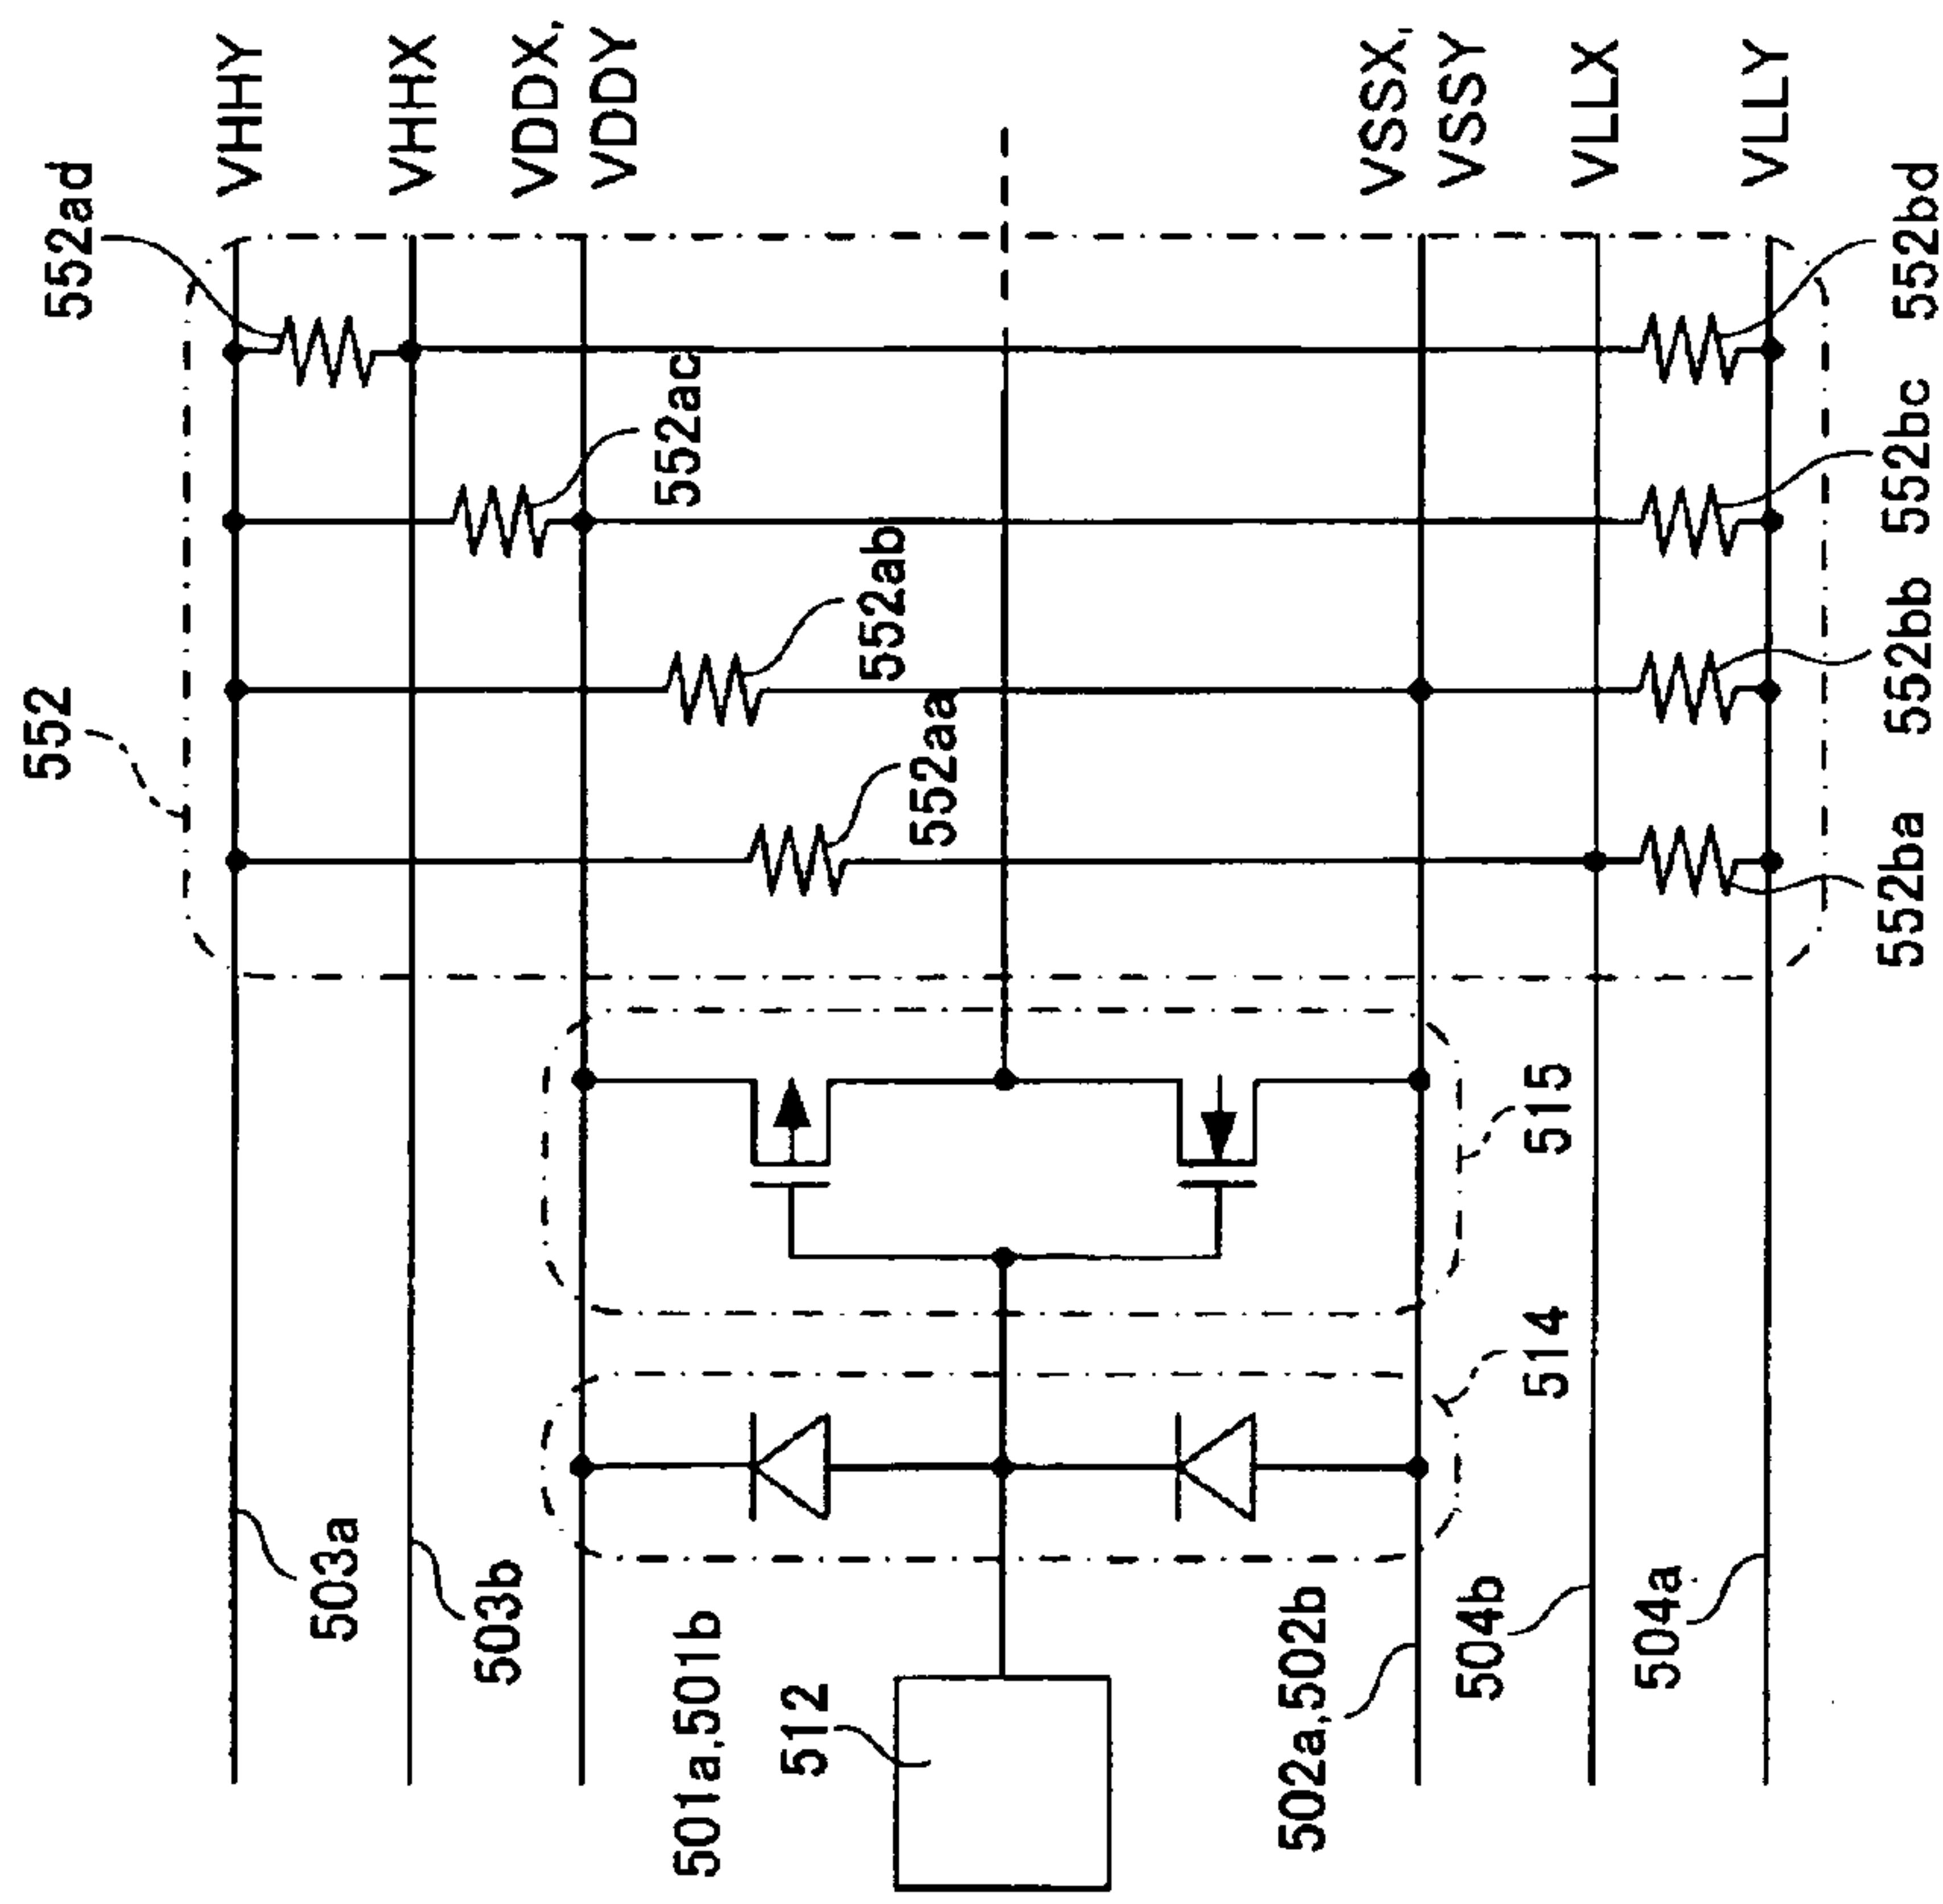 VHHY
VHHX
VDDX,
VDDY
VSSX,
VSSY
VLLX
VLLY
552ad
552ac
552ab
552aa
552
552bd
552bc
552bb
552ba
515
514
503a
503b
501a,501b
512
502a,502b
504b
504a